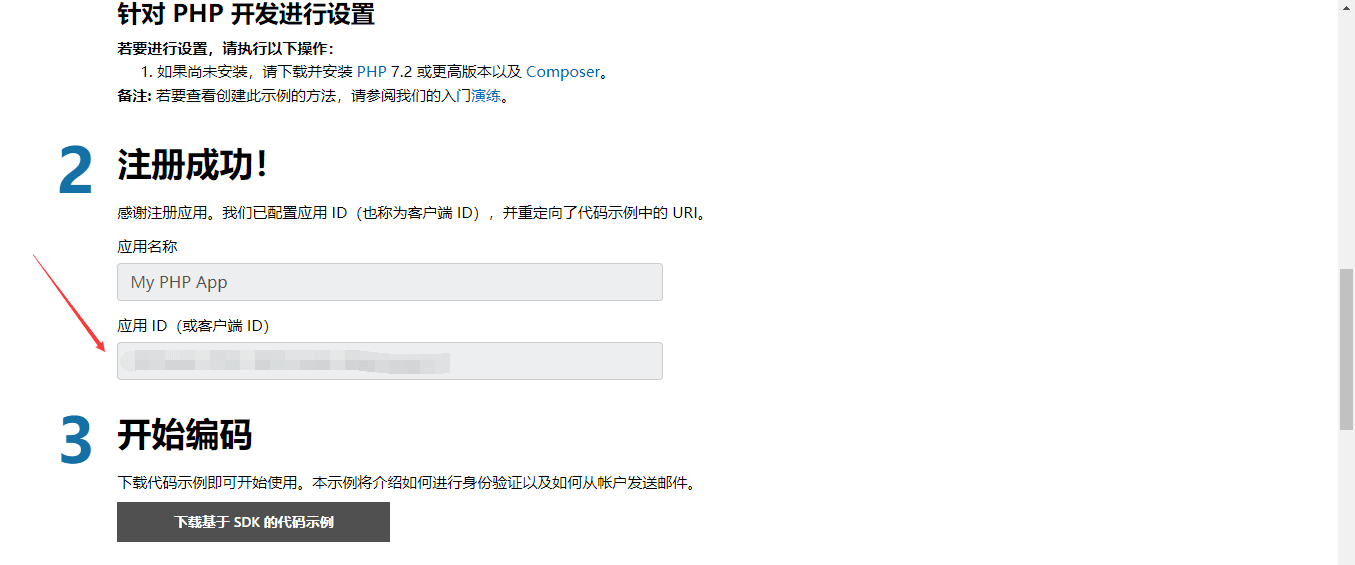 针对 PHP 开发进行设置
若要进行设置，请执行以下操作：
1. 如果尚未安装，请下载并安装 PHP 7.2 或更高版本以及 Composer。
备注: 若要查看创建此示例的方法，请参阅我们的入门演练。
2 注册成功！
感谢注册应用。我们已配置应用 ID（也称为客户端 ID），并重定向了代码示例中的 URI。
应用名称
My PHP App
应用 ID（或客户端 ID）
3 开始编码
下载代码示例即可开始使用。本示例将介绍如何进行身份验证以及如何从帐户发送邮件。
下载基于 SDK 的代码示例